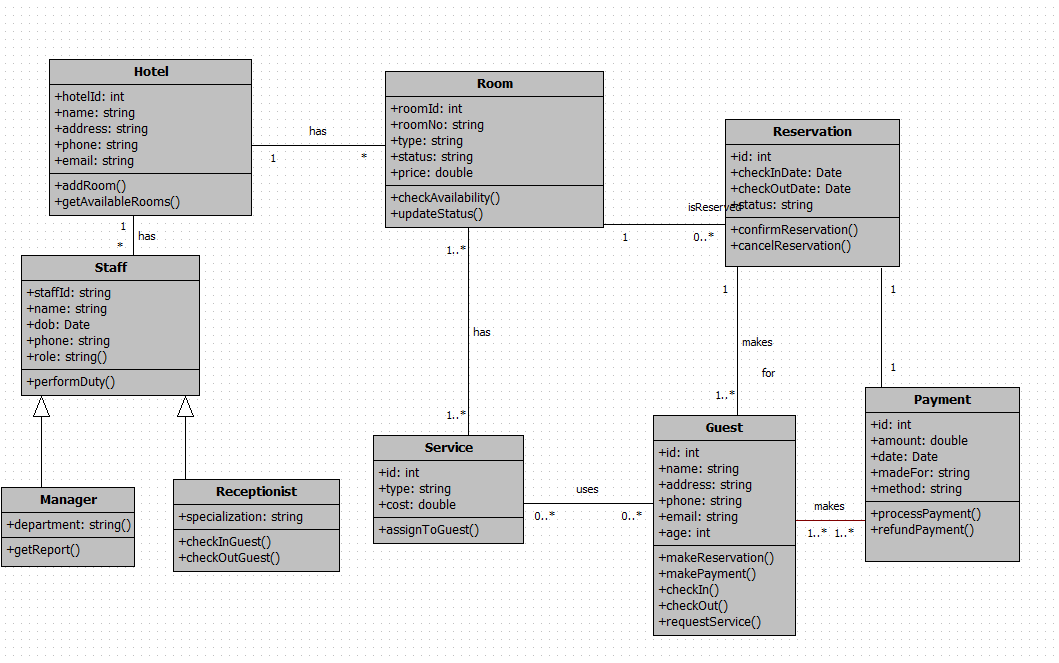 Hotel
+hotelId: int
+name: string
+address: string
+phone: string
+email: string
+addRoom()
+getAvailableRooms()
has
1
*
Room
+roomId: int
+roomNo: string
+type: string
+status: string
+price: double
+checkAvailability()
+updateStatus()
isReserved
1
0..*
Reservation
+id: int
+checkInDate: Date
+checkOutDate: Date
+status: string
+confirmReservation()
+cancelReservation()
1
has
*
Staff
+staffId: string
+name: string
+dob: Date
+phone: string
+role: string()
+performDuty()
1..*
has
1..*
1
makes
for
1..*
1
1
Manager
+department: string()
+getReport()
Receptionist
+specialization: string
+checkInGuest()
+checkOutGuest()
Service
+id: int
+type: string
+cost: double
+assignToGuest()
uses
0..*
0..*
Guest
+id: int
+name: string
+address: string
+phone: string
+email: string
+age: int
+makeReservation()
+makePayment()
+checkIn()
+checkOut()
+requestService()
makes
1..*
1..*
Payment
+id: int
+amount: double
+date: Date
+madeFor: string
+method: string
+processPayment()
+refundPayment()